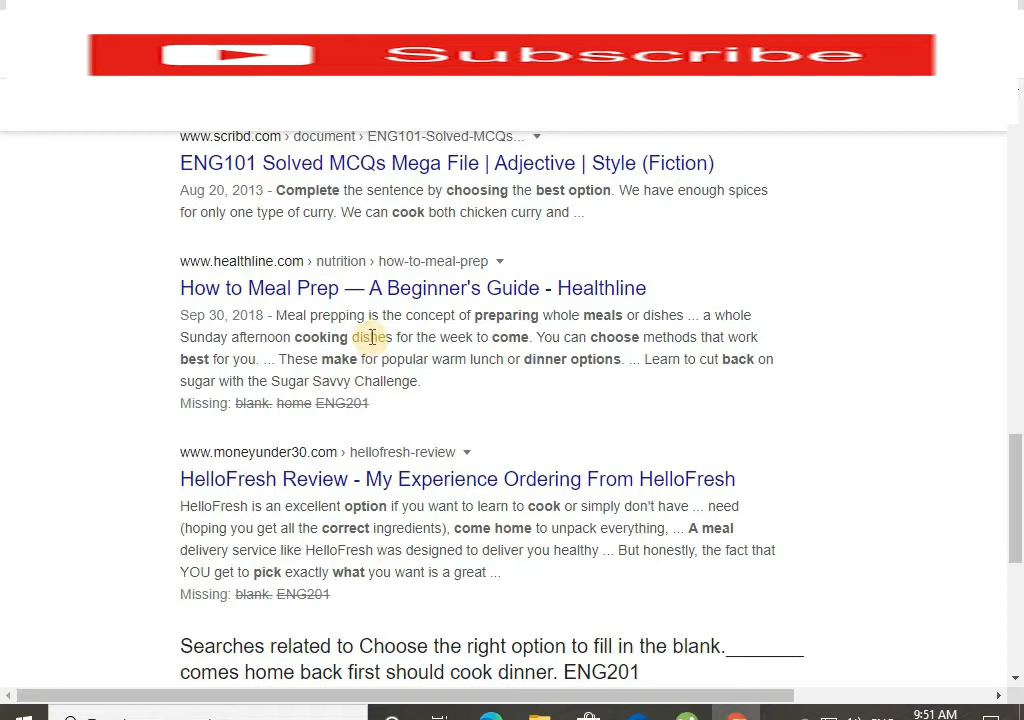 Subscribe
www.scribd.com › document › ENG101-Solved-MCQs...
ENG101 Solved MCQs Mega File | Adjective | Style (Fiction)
Aug 20, 2013 - Complete the sentence by choosing the best option. We have enough spices
for only one type of curry. We can cook both chicken curry and ...
www.healthline.com › nutrition › how-to-meal-prep
How to Meal Prep — A Beginner's Guide - Healthline
Sep 30, 2018 - Meal prepping is the concept of preparing whole meals or dishes ... a whole
Sunday afternoon cooking dishes for the week to come. You can choose methods that work
best for you. ... These make for popular warm lunch or dinner options. ... Learn to cut back on
sugar with the Sugar Savvy Challenge.
Missing: blank. home ENG201
www.moneyunder30.com › hellofresh-review
HelloFresh Review - My Experience Ordering From HelloFresh
HelloFresh is an excellent option if you want to learn to cook or simply don't have ... need
(hoping you get all the correct ingredients), come home to unpack everything, ... A meal
delivery service like HelloFresh was designed to deliver you healthy ... But honestly, the fact that
YOU get to pick exactly what you want is a great ...
Missing: blank. ENG201
Searches related to Choose the right option to fill in the blank._______
comes home back first should cook dinner. ENG201
9:51 AM